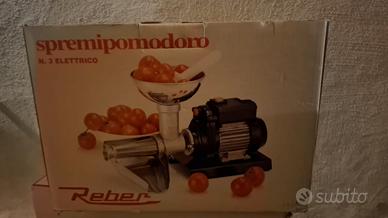 spremipomodoro
N. 3 ELETTRICO
Reber
subito